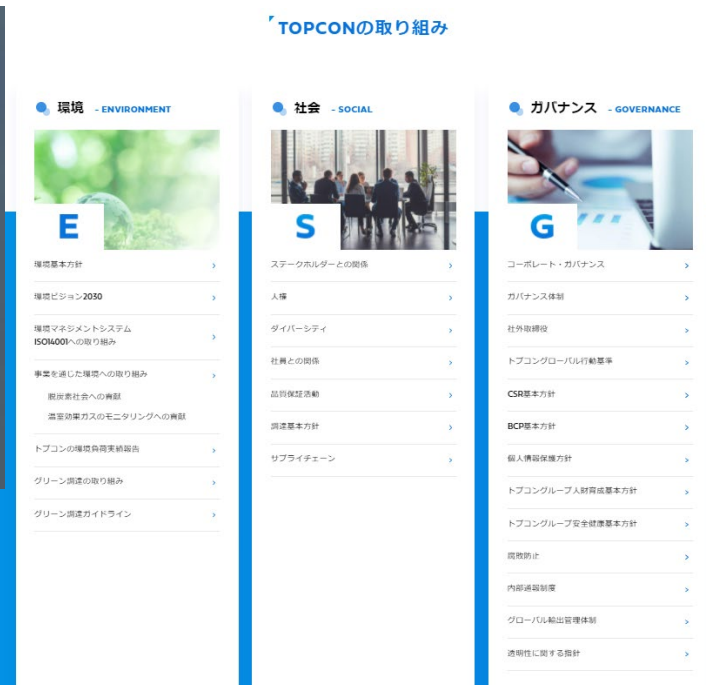 TOPCONの取り組み
環境 - ENVIRONMENT
E
環境基本方針
環境ビジョン2030
環境マネジメントシステム
ISO14001への取り組み
事業を通じた環境への取り組み
脱炭素社会への貢献
温室効果ガスのモニタリングへの貢献
トプコンの環境負荷実績報告
グリーン調達の取り組み
グリーン調達ガイドライン
社会 - SOCIAL
S
ステークホルダーとの関係
人権
ダイバーシティ
社員との関係
品質保証活動
調達基本方針
サプライチェーン
ガバナンス - GOVERNANCE
G
コーポレート・ガバナンス
ガバナンス体制
社外取締役
トプコングローバル行動基準
CSR基本方針
BCP基本方針
個人情報保護方針
トプコングループ人財育成基本方針
トプコングループ安全健康基本方針
腐敗防止
内部通報制度
グローバル輸出管理体制
透明性に関する指針